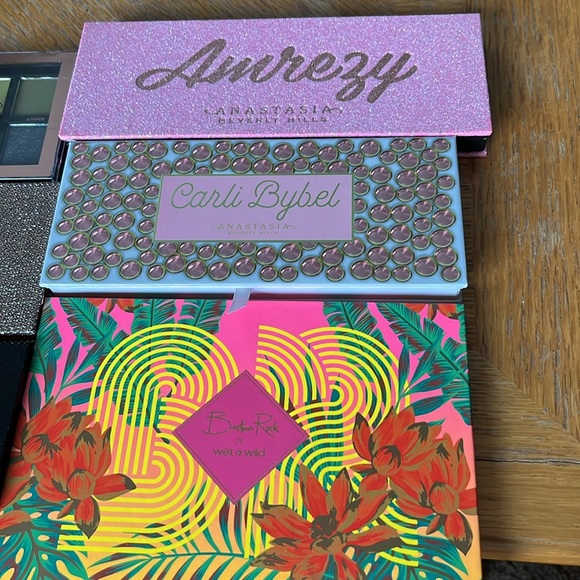 Amrezy
ANASTASIA
BEVERLY HILLS
Carli Bybel
ANASTASIA
BEVERLY HILLS
Bretman Rock
x
wet n wild